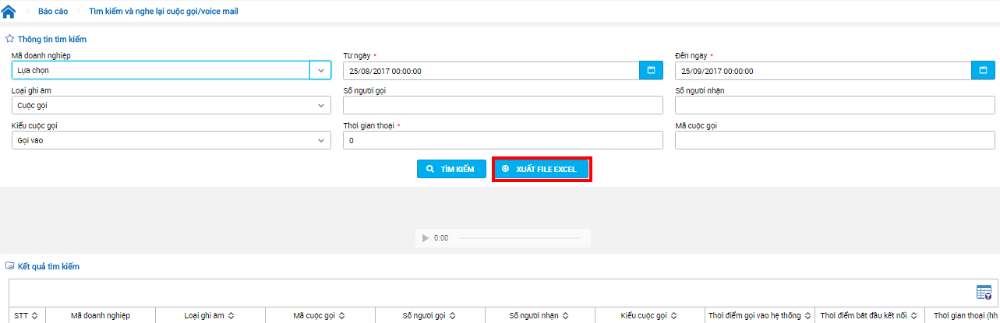 Báo cáo Tìm kiếm và nghe lại cuộc gọi/voice mail
Thông tin tìm kiếm
Mã doanh nghiệp Từ ngày * Đến ngày *
Lựa chọn 25/08/2017 00:00:00 25/09/2017 00:00:00
Loại ghi âm Số người gọi Số người nhận
Cuộc gọi
Kiểu cuộc gọi Thời gian thoại * Mã cuộc gọi
Gọi vào 0
TÌM KIẾM XUẤT FILE EXCEL
0:00
Kết quả tìm kiếm
STT Mã doanh nghiệp Loại ghi âm Mã cuộc gọi Số người gọi Số người nhận Kiểu cuộc gọi Thời điểm gọi vào hệ thống Thời điểm bắt đầu kết nối Thời gian thoại (hh